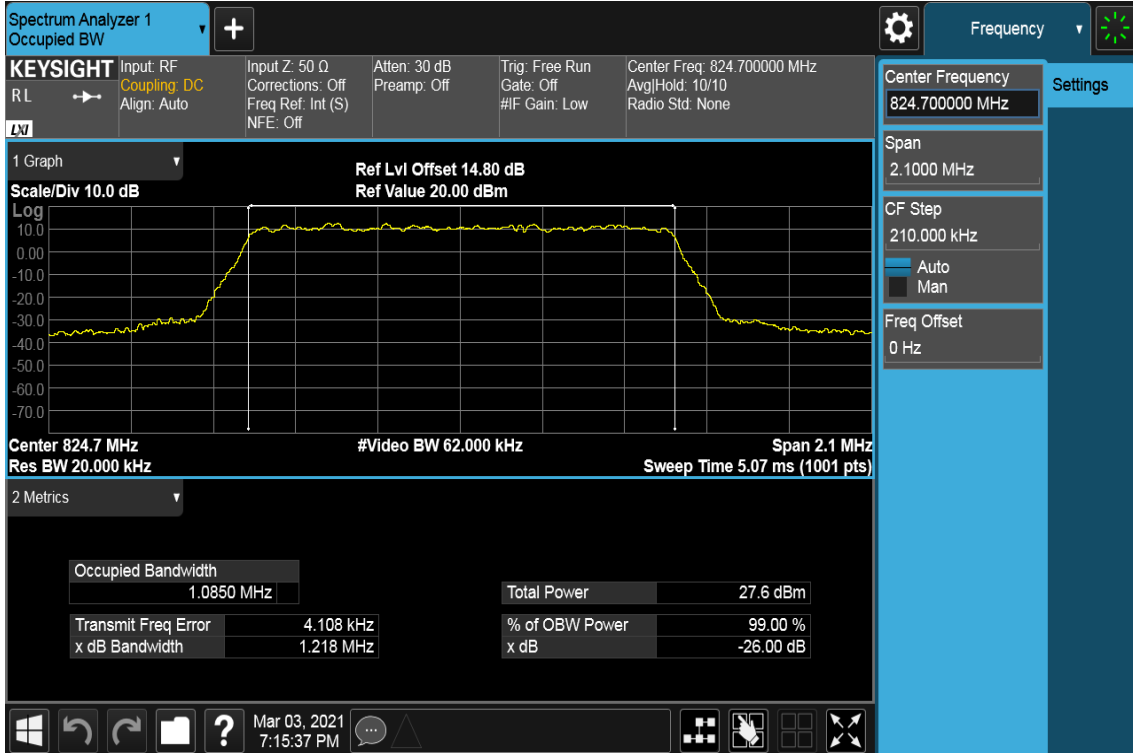 Spectrum Analyzer 1
Occupied BW
+
Frequency
KEYSIGHT
R L
LXI
Input: RF
Coupling: DC
Align: Auto
Input Z: 50 Ω
Corrections: Off
Freq Ref: Int (S)
NFE: Off
Atten: 30 dB
Preamp: Off
Trig: Free Run
Gate: Off
#IF Gain: Low
Center Freq: 824.700000 MHz
Avg|Hold: 10/10
Radio Std: None
Center Frequency
824.700000 MHz
Settings
Span
2.1000 MHz
CF Step
210.000 kHz
Auto
Man
Freq Offset
0 Hz
1 Graph
Scale/Div 10.0 dB
Ref Lvl Offset 14.80 dB
Ref Value 20.00 dBm
Log
10.0
0.00
-10.0
-20.0
-30.0
-40.0
-50.0
-60.0
-70.0
Center 824.7 MHz
#Video BW 62.000 kHz
Span 2.1 MHz
Res BW 20.000 kHz
Sweep Time 5.07 ms (1001 pts)
2 Metrics
Occupied Bandwidth
1.0850 MHz
Total Power 27.6 dBm
Transmit Freq Error 4.108 kHz
% of OBW Power 99.00 %
x dB Bandwidth 1.218 MHz
x dB -26.00 dB
?
Mar 03, 2021
7:15:37 PM
...